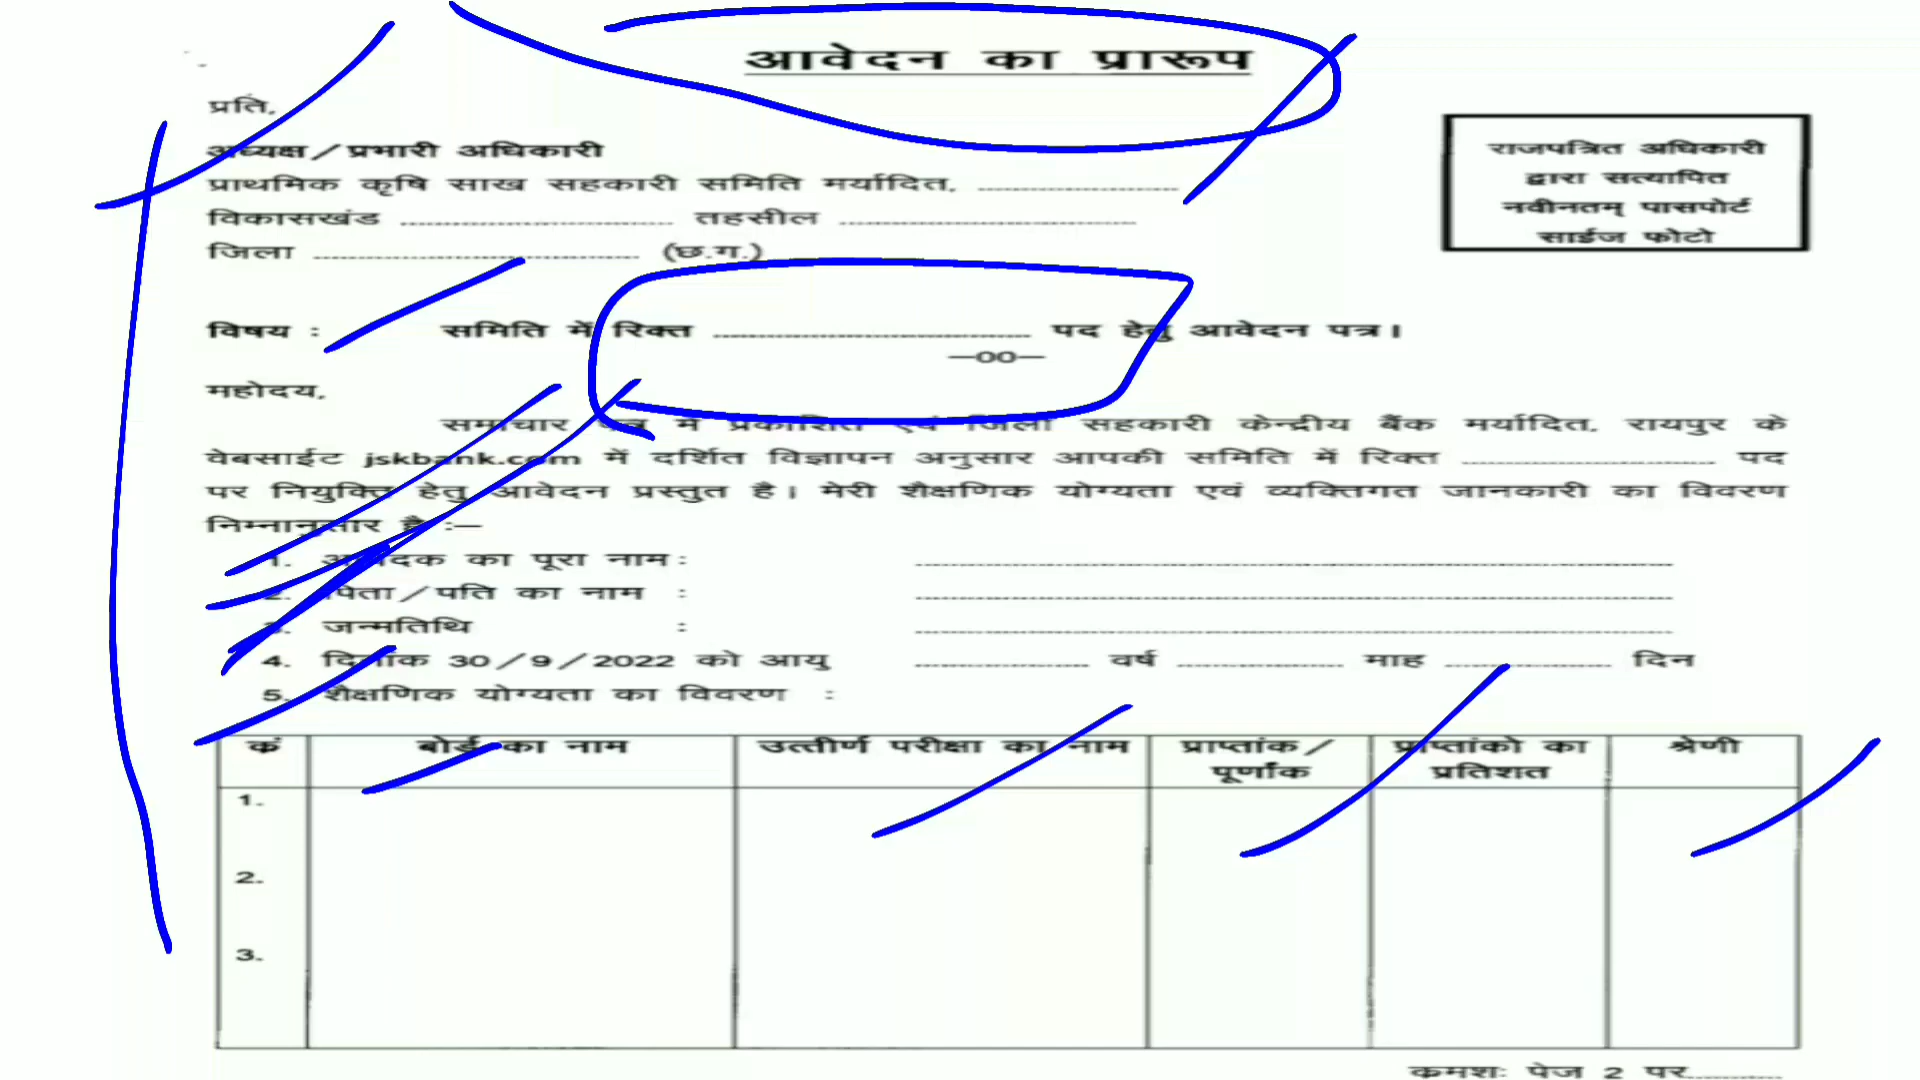 आवेदन का प्रारूप
प्रति,
अध्यक्ष/प्रभारी अधिकारी
प्राथमिक कृषि साख सहकारी समिति मर्यादित, ....................
विकासखंड .............................. तहसील ..............................
जिला .................................. (छ.ग.)
राजपत्रित अधिकारी
द्वारा सत्यापित
नवीनतम् पासपोर्ट
साईज फोटो
विषय : समिति में रिक्त .................................. पद हेतु आवेदन पत्र।
—00—
महोदय,
समाचार पत्र में प्रकाशित एवं जिला सहकारी केन्द्रीय बैंक मर्यादित, रायपुर के
वेबसाईट jskbank.com में दर्शित विज्ञापन अनुसार आपकी समिति में रिक्त ........................... पद
पर नियुक्ति हेतु आवेदन प्रस्तुत है। मेरी शैक्षणिक योग्यता एवं व्यक्तिगत जानकारी का विवरण
निम्नानुसार है :—
1. आवेदक का पूरा नाम : ................................................................
2. पिता/पति का नाम : ................................................................
3. जन्मतिथि : ................................................................
4. दिनांक 30/9/2022 को आयु .................. वर्ष .................. माह .................. दिन
5. शैक्षणिक योग्यता का विवरण :
कं बोर्ड का नाम उत्तीर्ण परीक्षा का नाम प्राप्तांक/पूर्णांक प्राप्तांको का प्रतिशत श्रेणी
1.
2.
3.
कमशः पेज 2 पर..........